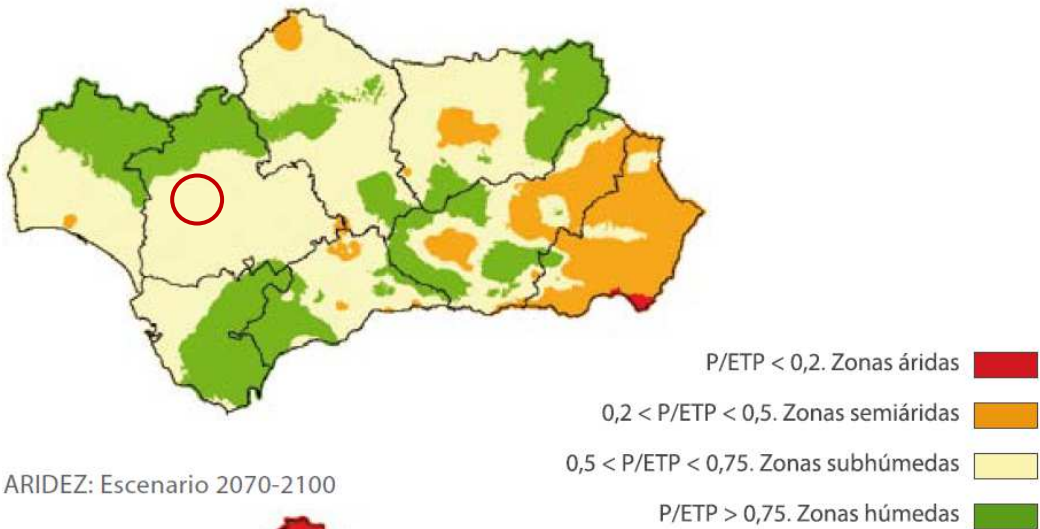 P/ETP < 0,2. Zonas áridas
0,2 < P/ETP < 0,5. Zonas semiáridas
0,5 < P/ETP < 0,75. Zonas subhúmedas
P/ETP > 0,75. Zonas húmedas
ARIDEZ: Escenario 2070-2100